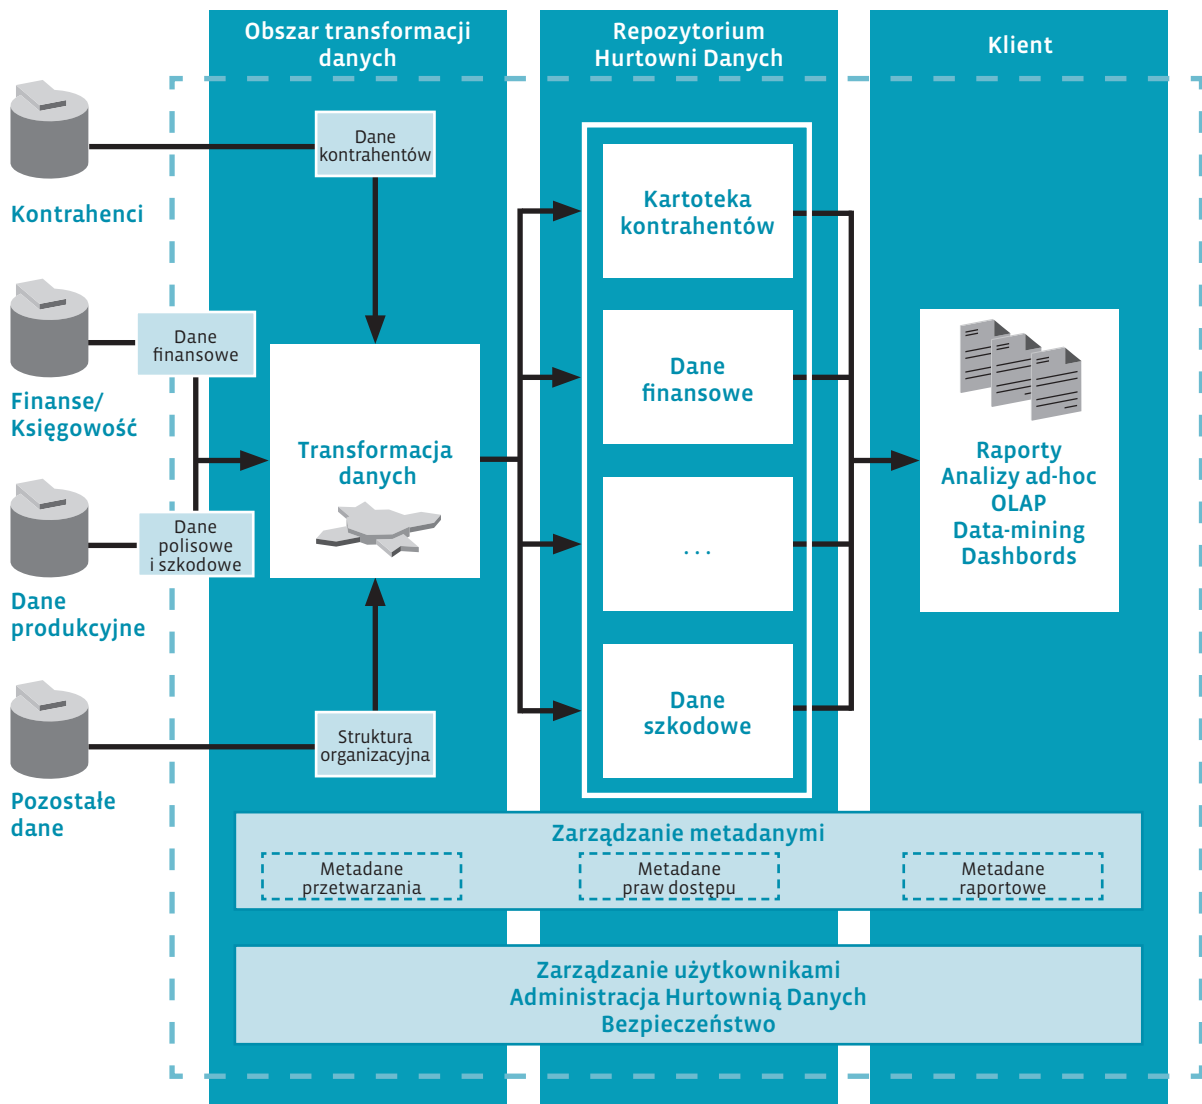 Obszar transformacji
danych
Repozytorium
Hurtowni Danych
Klient
Kontrahenci
Finanse/
Księgowość
Dane
produkcyjne
Pozostałe
dane
Dane
kontrahentów
Dane
finansowe
Dane
polisowe
i szkodowe
Struktura
organizacyjna
Transformacja
danych
Kartoteka
kontrahentów
Dane
finansowe
...
Dane
szkodowe
Raporty
Analizy ad-hoc
OLAP
Data-mining
Dashbords
Zarządzanie metadanymi
Metadane
przetwarzania
Metadane
praw dostępu
Metadane
raportowe
Zarządzanie użytkownikami
Administracja Hurtownią Danych
Bezpieczeństwo